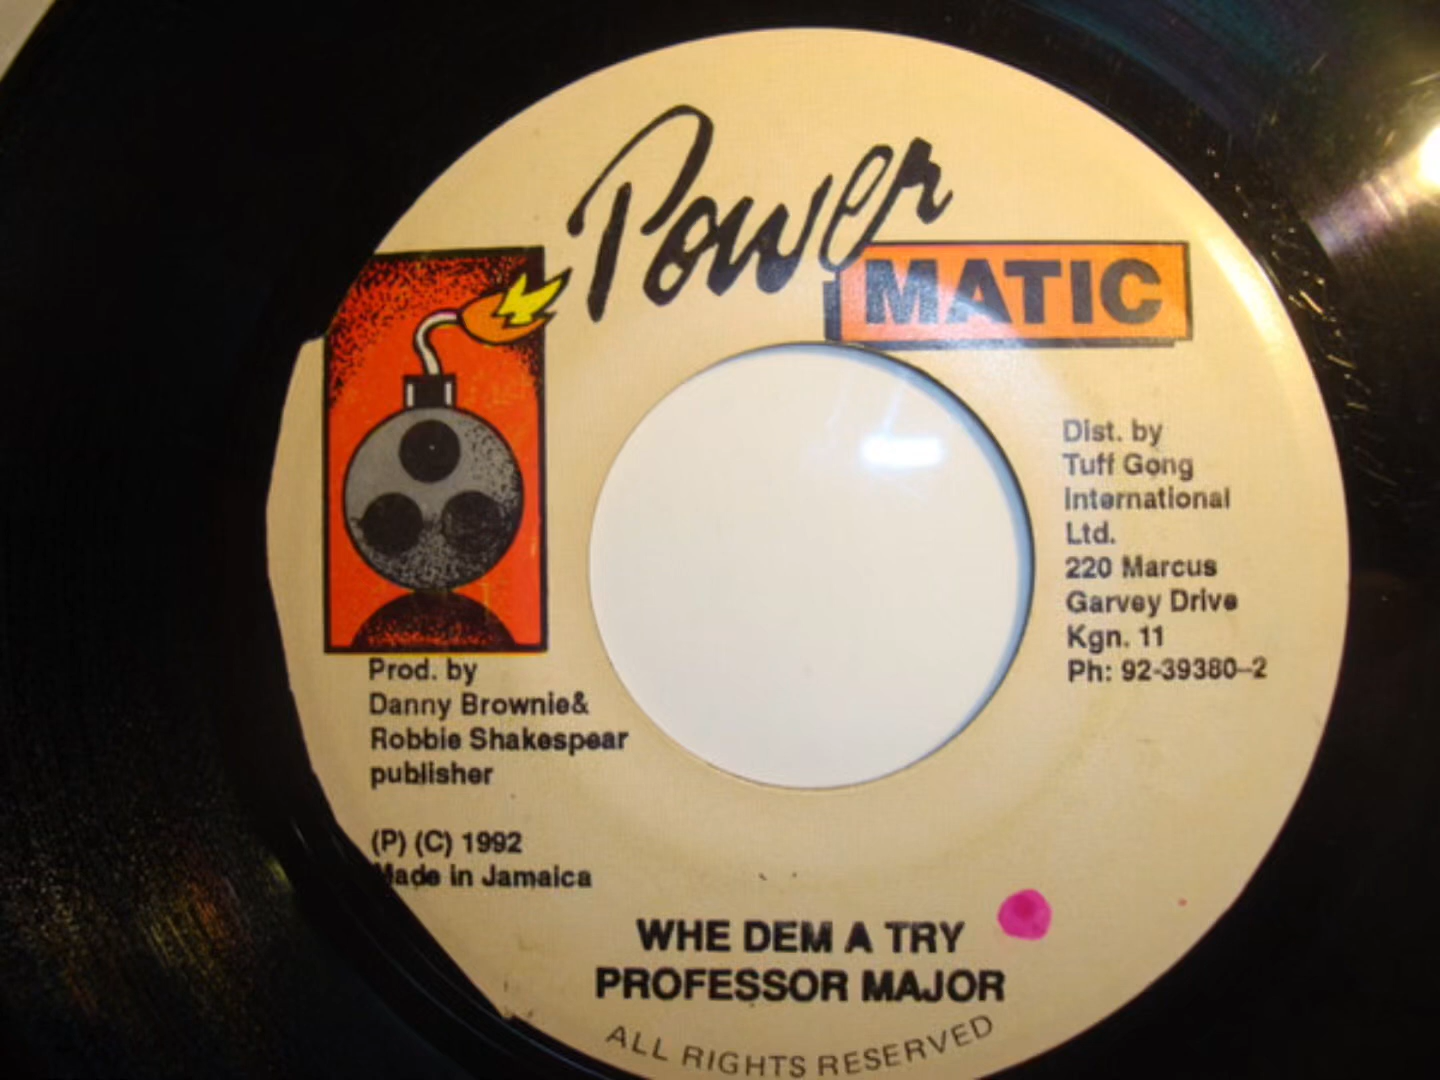 Power
MATIC
Dist. by
Tuff Gong
International
Ltd.
220 Marcus
Garvey Drive
Kgn. 11
Ph: 92-39380-2
Prod. by
Danny Brownie&
Robbie Shakespear
publisher
(P) (C) 1992
Made in Jamaica
WHE DEM A TRY
PROFESSOR MAJOR
ALL RIGHTS RESERVED